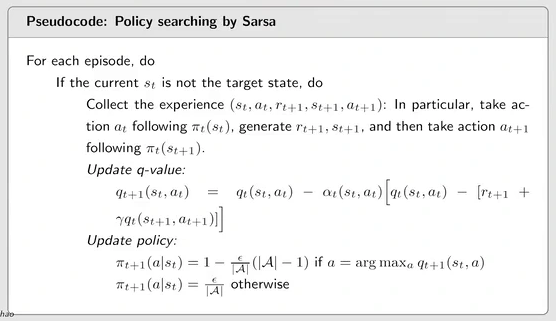 Pseudocode: Policy searching by Sarsa
For each episode, do
If the current s_t is not the target state, do
Collect the experience (s_t, a_t, r_{t+1}, s_{t+1}, a_{t+1}): In particular, take ac-
tion a_t following π_t(s_t), generate r_{t+1}, s_{t+1}, and then take action a_{t+1}
following π_t(s_{t+1}).
Update q-value:
q_{t+1}(s_t, a_t) = q_t(s_t, a_t) − α_t(s_t, a_t)[q_t(s_t, a_t) − [r_{t+1} +
γq_t(s_{t+1}, a_{t+1})]]
Update policy:
π_{t+1}(a|s_t) = 1 − ϵ/|𝒜| (|𝒜| − 1) if a = arg max_a q_{t+1}(s_t, a)
π_{t+1}(a|s_t) = ϵ/|𝒜| otherwise
hao